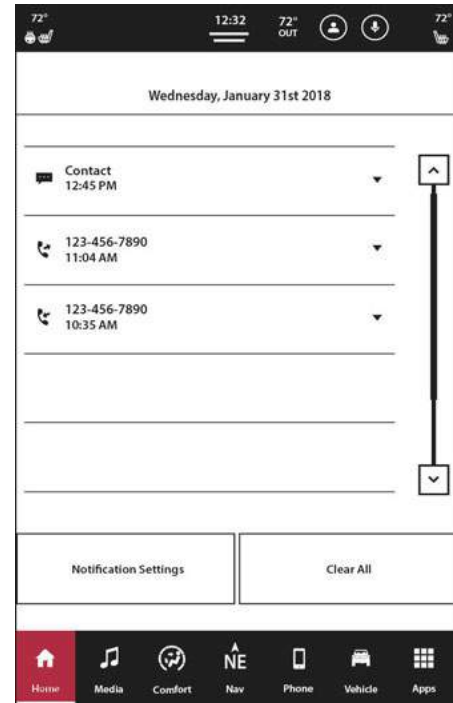 72°
12:32
72°
OUT
72°
Wednesday, January 31st 2018
Contact
12:45 PM
123-456-7890
11:04 AM
123-456-7890
10:35 AM
Notification Settings
Clear All
NE
Home
Media
Comfort
Nav
Phone
Vehicle
Apps